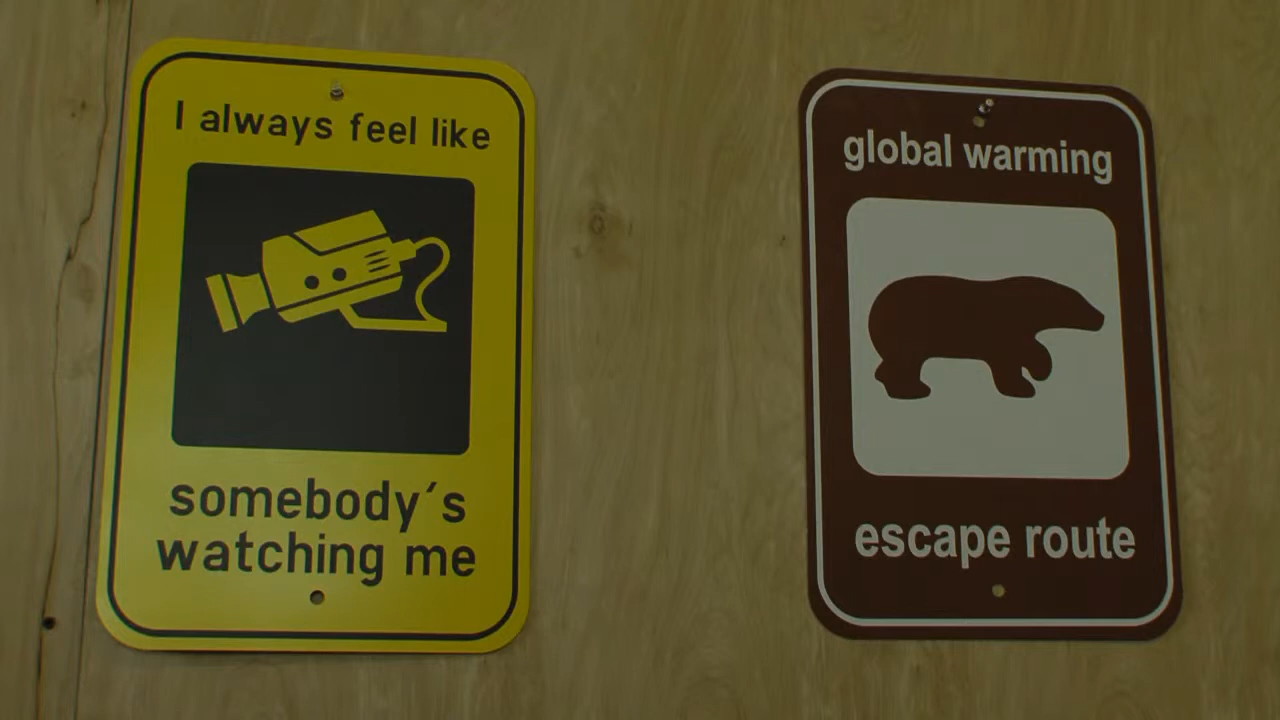 I always feel like
somebody's
watching me
global warming
escape route